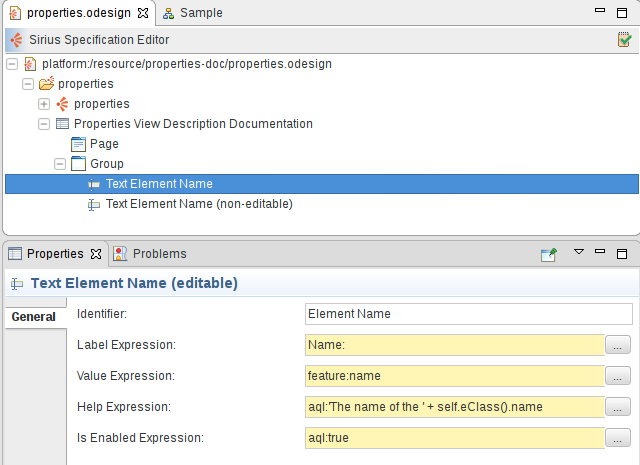 properties.odesign Sample
Sirius Specification Editor
platform:/resource/properties-doc/properties.odesign
properties
properties
Properties View Description Documentation
Page
Group
Text Element Name
Text Element Name (non-editable)
Properties Problems
Text Element Name (editable)
General
Identifier: Element Name
Label Expression: Name: ...
Value Expression: feature:name ...
Help Expression: aql:'The name of the ' + self.eClass().name ...
Is Enabled Expression: aql:true ...